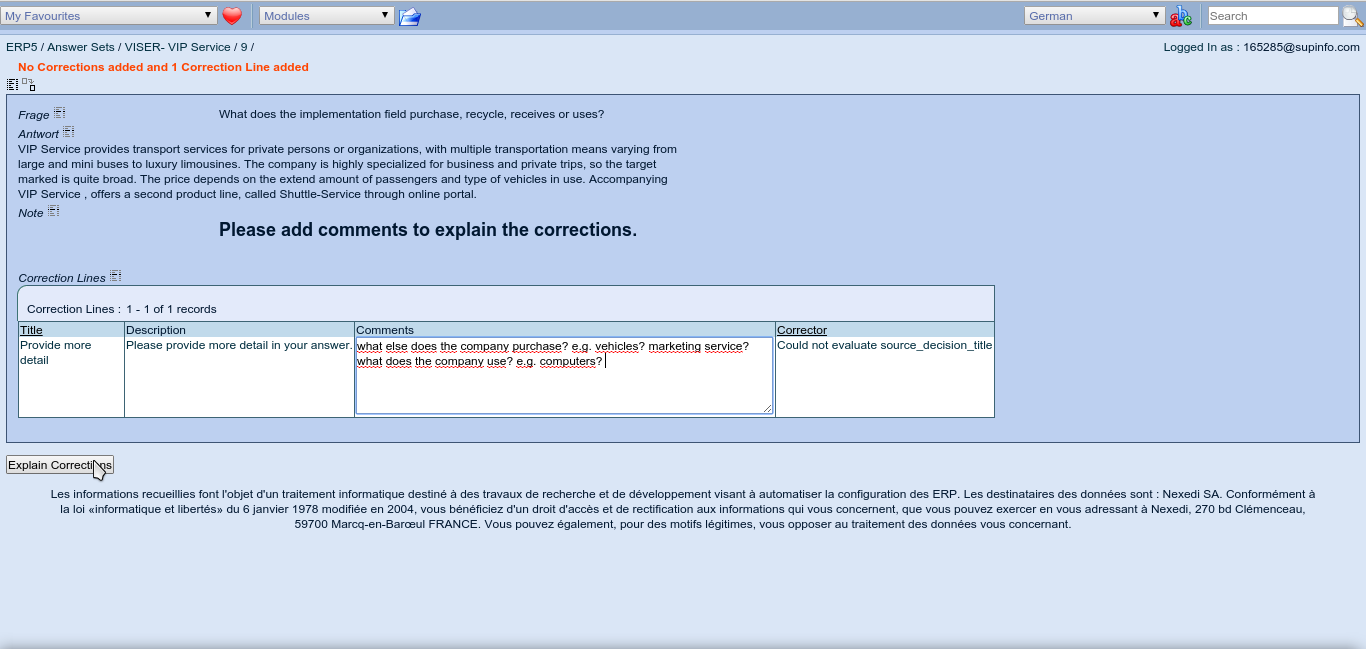 My Favourites
Modules
German
abc
Search
ERP5 / Answer Sets / VISER- VIP Service / 9 /
Logged In as : 165285@supinfo.com
No Corrections added and 1 Correction Line added
Frage
What does the implementation field purchase, recycle, receives or uses?
Antwort
VIP Service provides transport services for private persons or organizations, with multiple transportation means varying from
large and mini buses to luxury limousines. The company is highly specialized for business and private trips, so the target
marked is quite broad. The price depends on the extend amount of passengers and type of vehicles in use. Accompanying
VIP Service , offers a second product line, called Shuttle-Service through online portal.
Note
Please add comments to explain the corrections.
Correction Lines
Correction Lines : 1 - 1 of 1 records
Title Description Comments Corrector
Provide more
detail
Please provide more detail in your answer.
what else does the company purchase? e.g. vehicles? marketing service?
what does the company use? e.g. computers?
Could not evaluate source_decision_title
Explain Corrections
Les informations recueillies font l'objet d'un traitement informatique destiné à des travaux de recherche et de développement visant à automatiser la configuration des ERP. Les destinataires des données sont : Nexedi SA. Conformément à
la loi «informatique et libertés» du 6 janvier 1978 modifiée en 2004, vous bénéficiez d'un droit d'accès et de rectification aux informations qui vous concernent, que vous pouvez exercer en vous adressant à Nexedi, 270 bd Clémenceau,
59700 Marcq-en-Barœul FRANCE. Vous pouvez également, pour des motifs légitimes, vous opposer au traitement des données vous concernant.